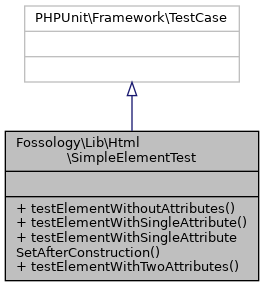 PHPUnit\Framework\TestCase
Fossology\Lib\Html
\SimpleElementTest
+ testElementWithoutAttributes()
+ testElementWithSingleAttribute()
+ testElementWithSingleAttribute
SetAfterConstruction()
+ testElementWithTwoAttributes()